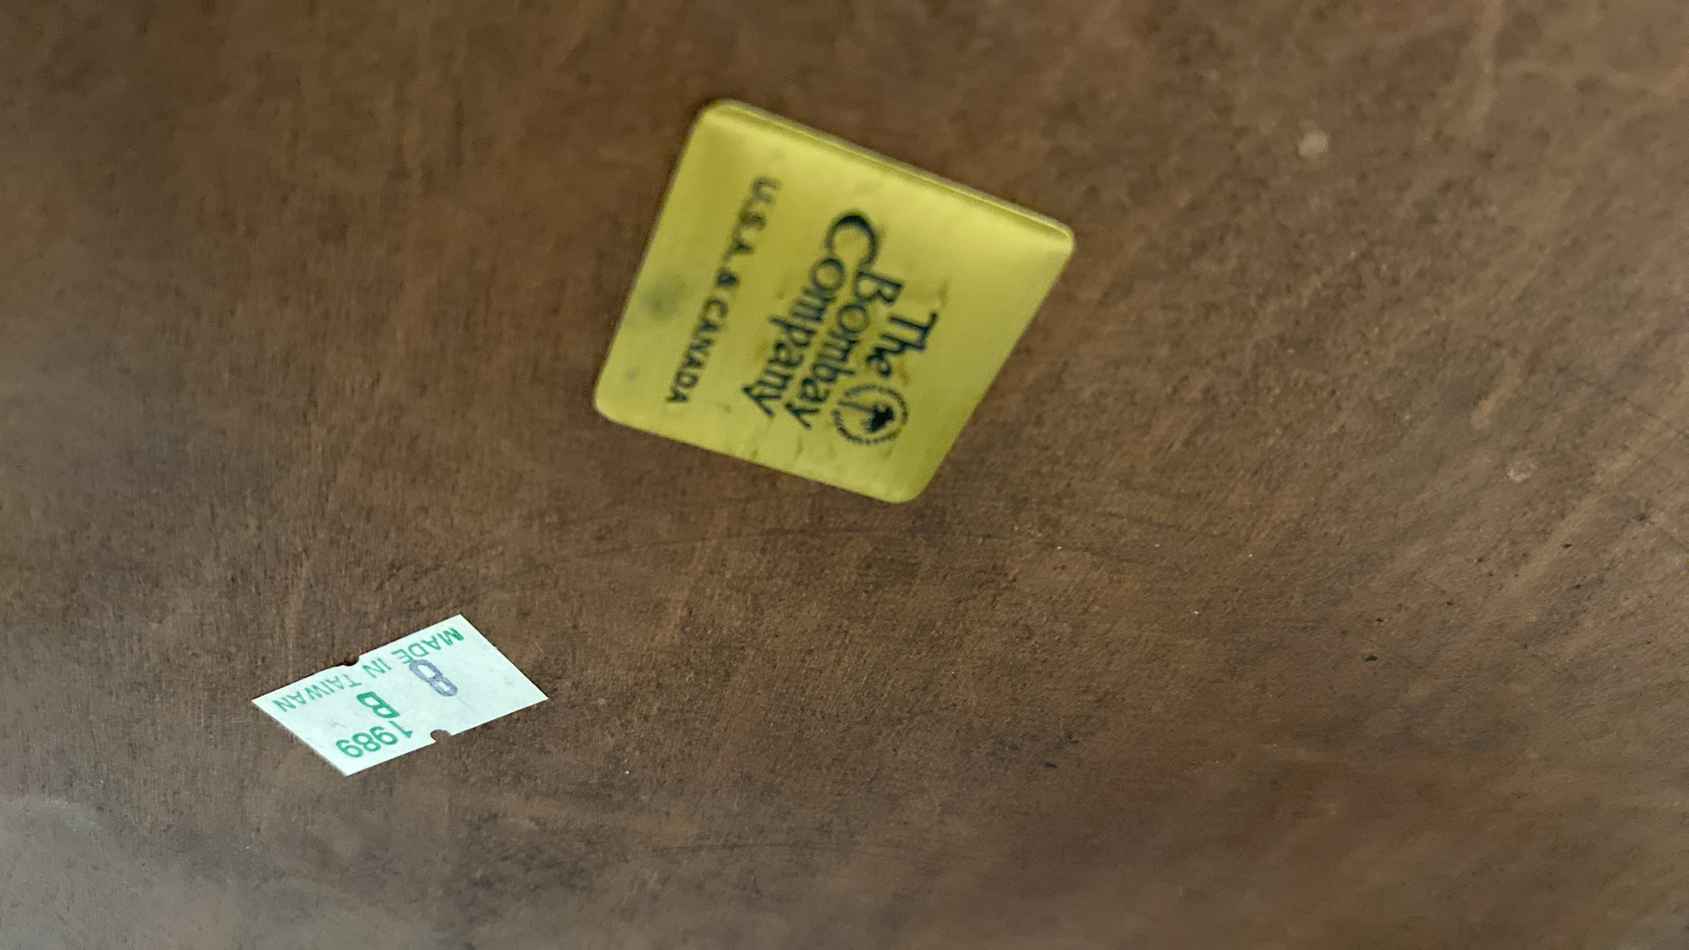 The
Bombay
Company
U.S.A. & CANADA
MADE IN TAIWAN
8
B
1989